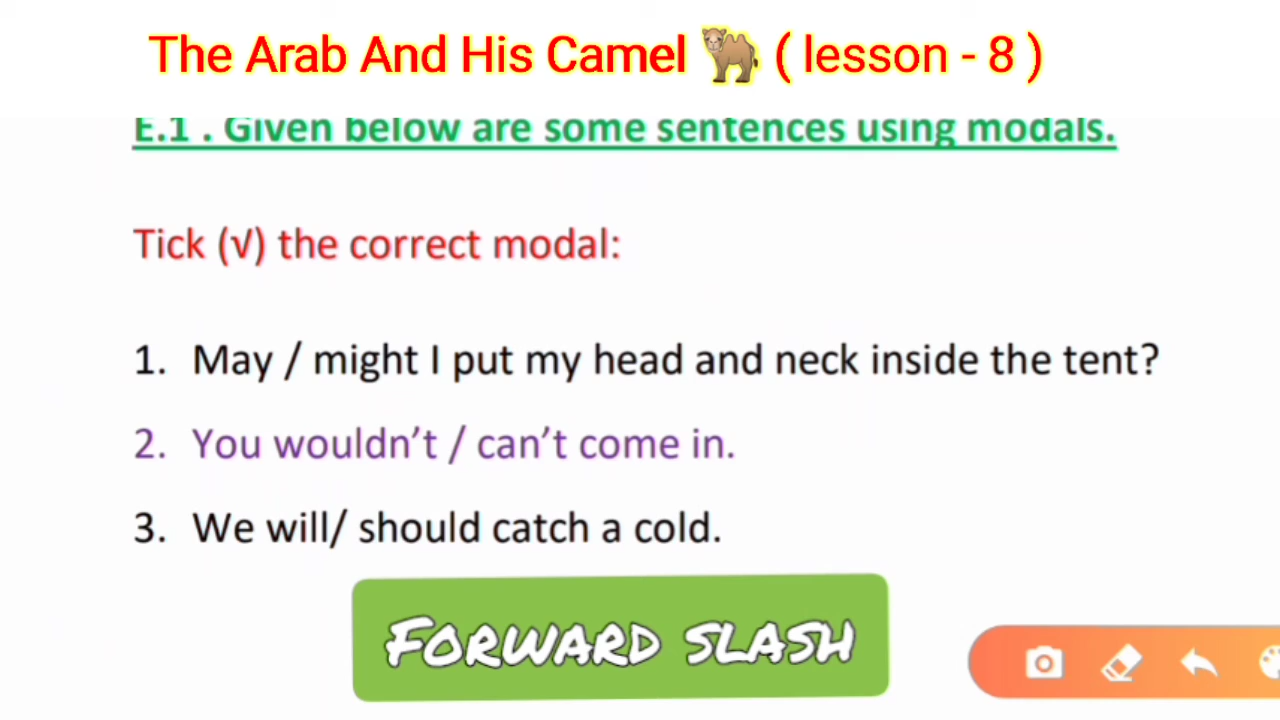 The Arab And His Camel 🐫 ( lesson - 8 )
E.1 . Given below are some sentences using modals.
Tick (√) the correct modal:
1. May / might I put my head and neck inside the tent?
2. You wouldn't / can't come in.
3. We will/ should catch a cold.
FORWARD SLASH